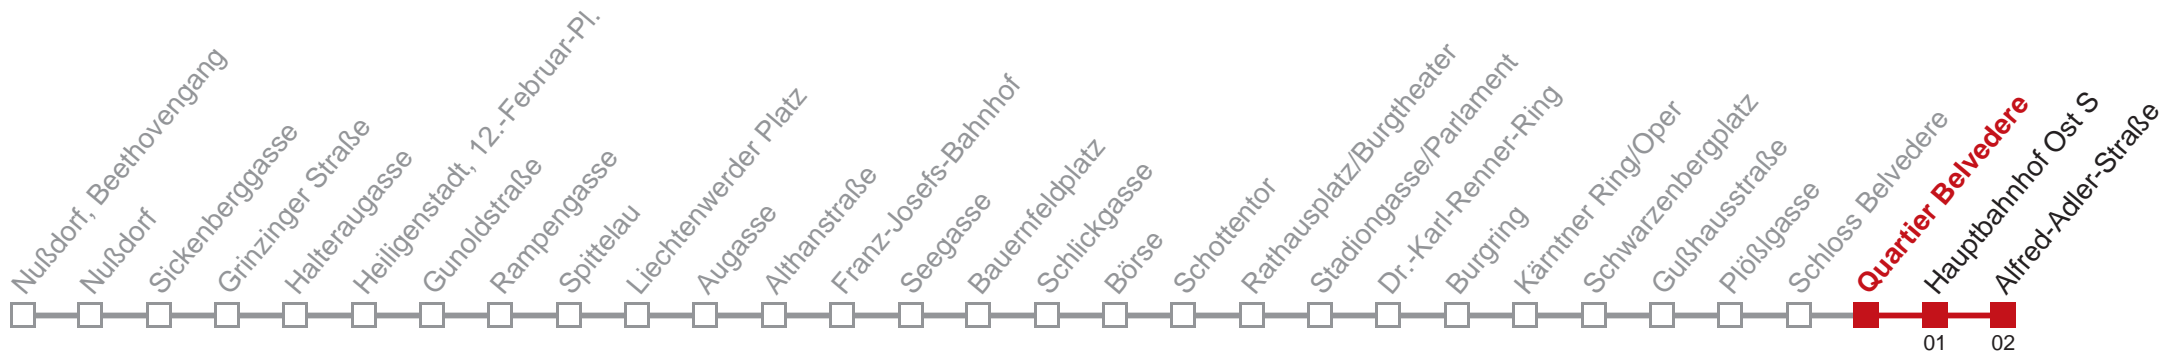 Nußdorf, Beethovengang
Nußdorf
Sickenberggasse
Grinzinger Straße
Halteraugasse
Heiligenstadt, 12.-Februar-Pl.
Gunoldstraße
Rampengasse
Spittelau
Liechtenwerder Platz
Augasse
Althanstraße
Franz-Josefs-Bahnhof
Seegasse
Bauernfeldplatz
Schlickgasse
Börse
Schottentor
Rathausplatz/Burgtheater
Stadiongasse/Parlament
Dr.-Karl-Renner-Ring
Burgring
Kärntner Ring/Oper
Schwarzenbergplatz
Gußhausstraße
Plößlgasse
Schloss Belvedere
Quartier Belvedere
Hauptbahnhof Ost S
Alfred-Adler-Straße
01
02